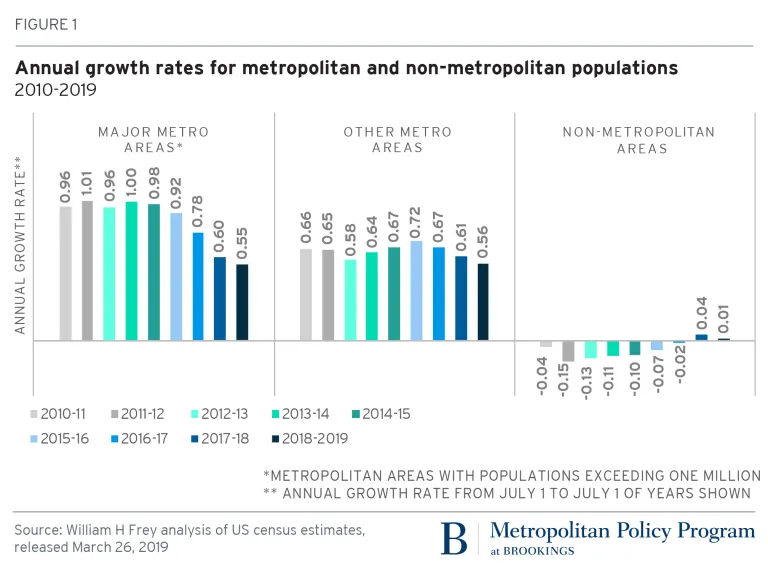 FIGURE 1
Annual growth rates for metropolitan and non-metropolitan populations
2010-2019
MAJOR METRO
AREAS*
OTHER METRO
AREAS
NON-METROPOLITAN
AREAS
ANNUAL GROWTH RATE**
0.96
1.01
0.96
1.00
0.98
0.92
0.78
0.60
0.55
0.66
0.65
0.58
0.64
0.67
0.72
0.67
0.61
0.56
-0.04
-0.15
-0.13
-0.11
-0.10
-0.07
-0.02
0.04
0.01
2010-11 2011-12 2012-13 2013-14 2014-15
2015-16 2016-17 2017-18 2018-2019
*METROPOLITAN AREAS WITH POPULATIONS EXCEEDING ONE MILLION
** ANNUAL GROWTH RATE FROM JULY 1 TO JULY 1 OF YEARS SHOWN
Source: William H Frey analysis of US census estimates,
released March 26, 2019
B
Metropolitan Policy Program
at BROOKINGS